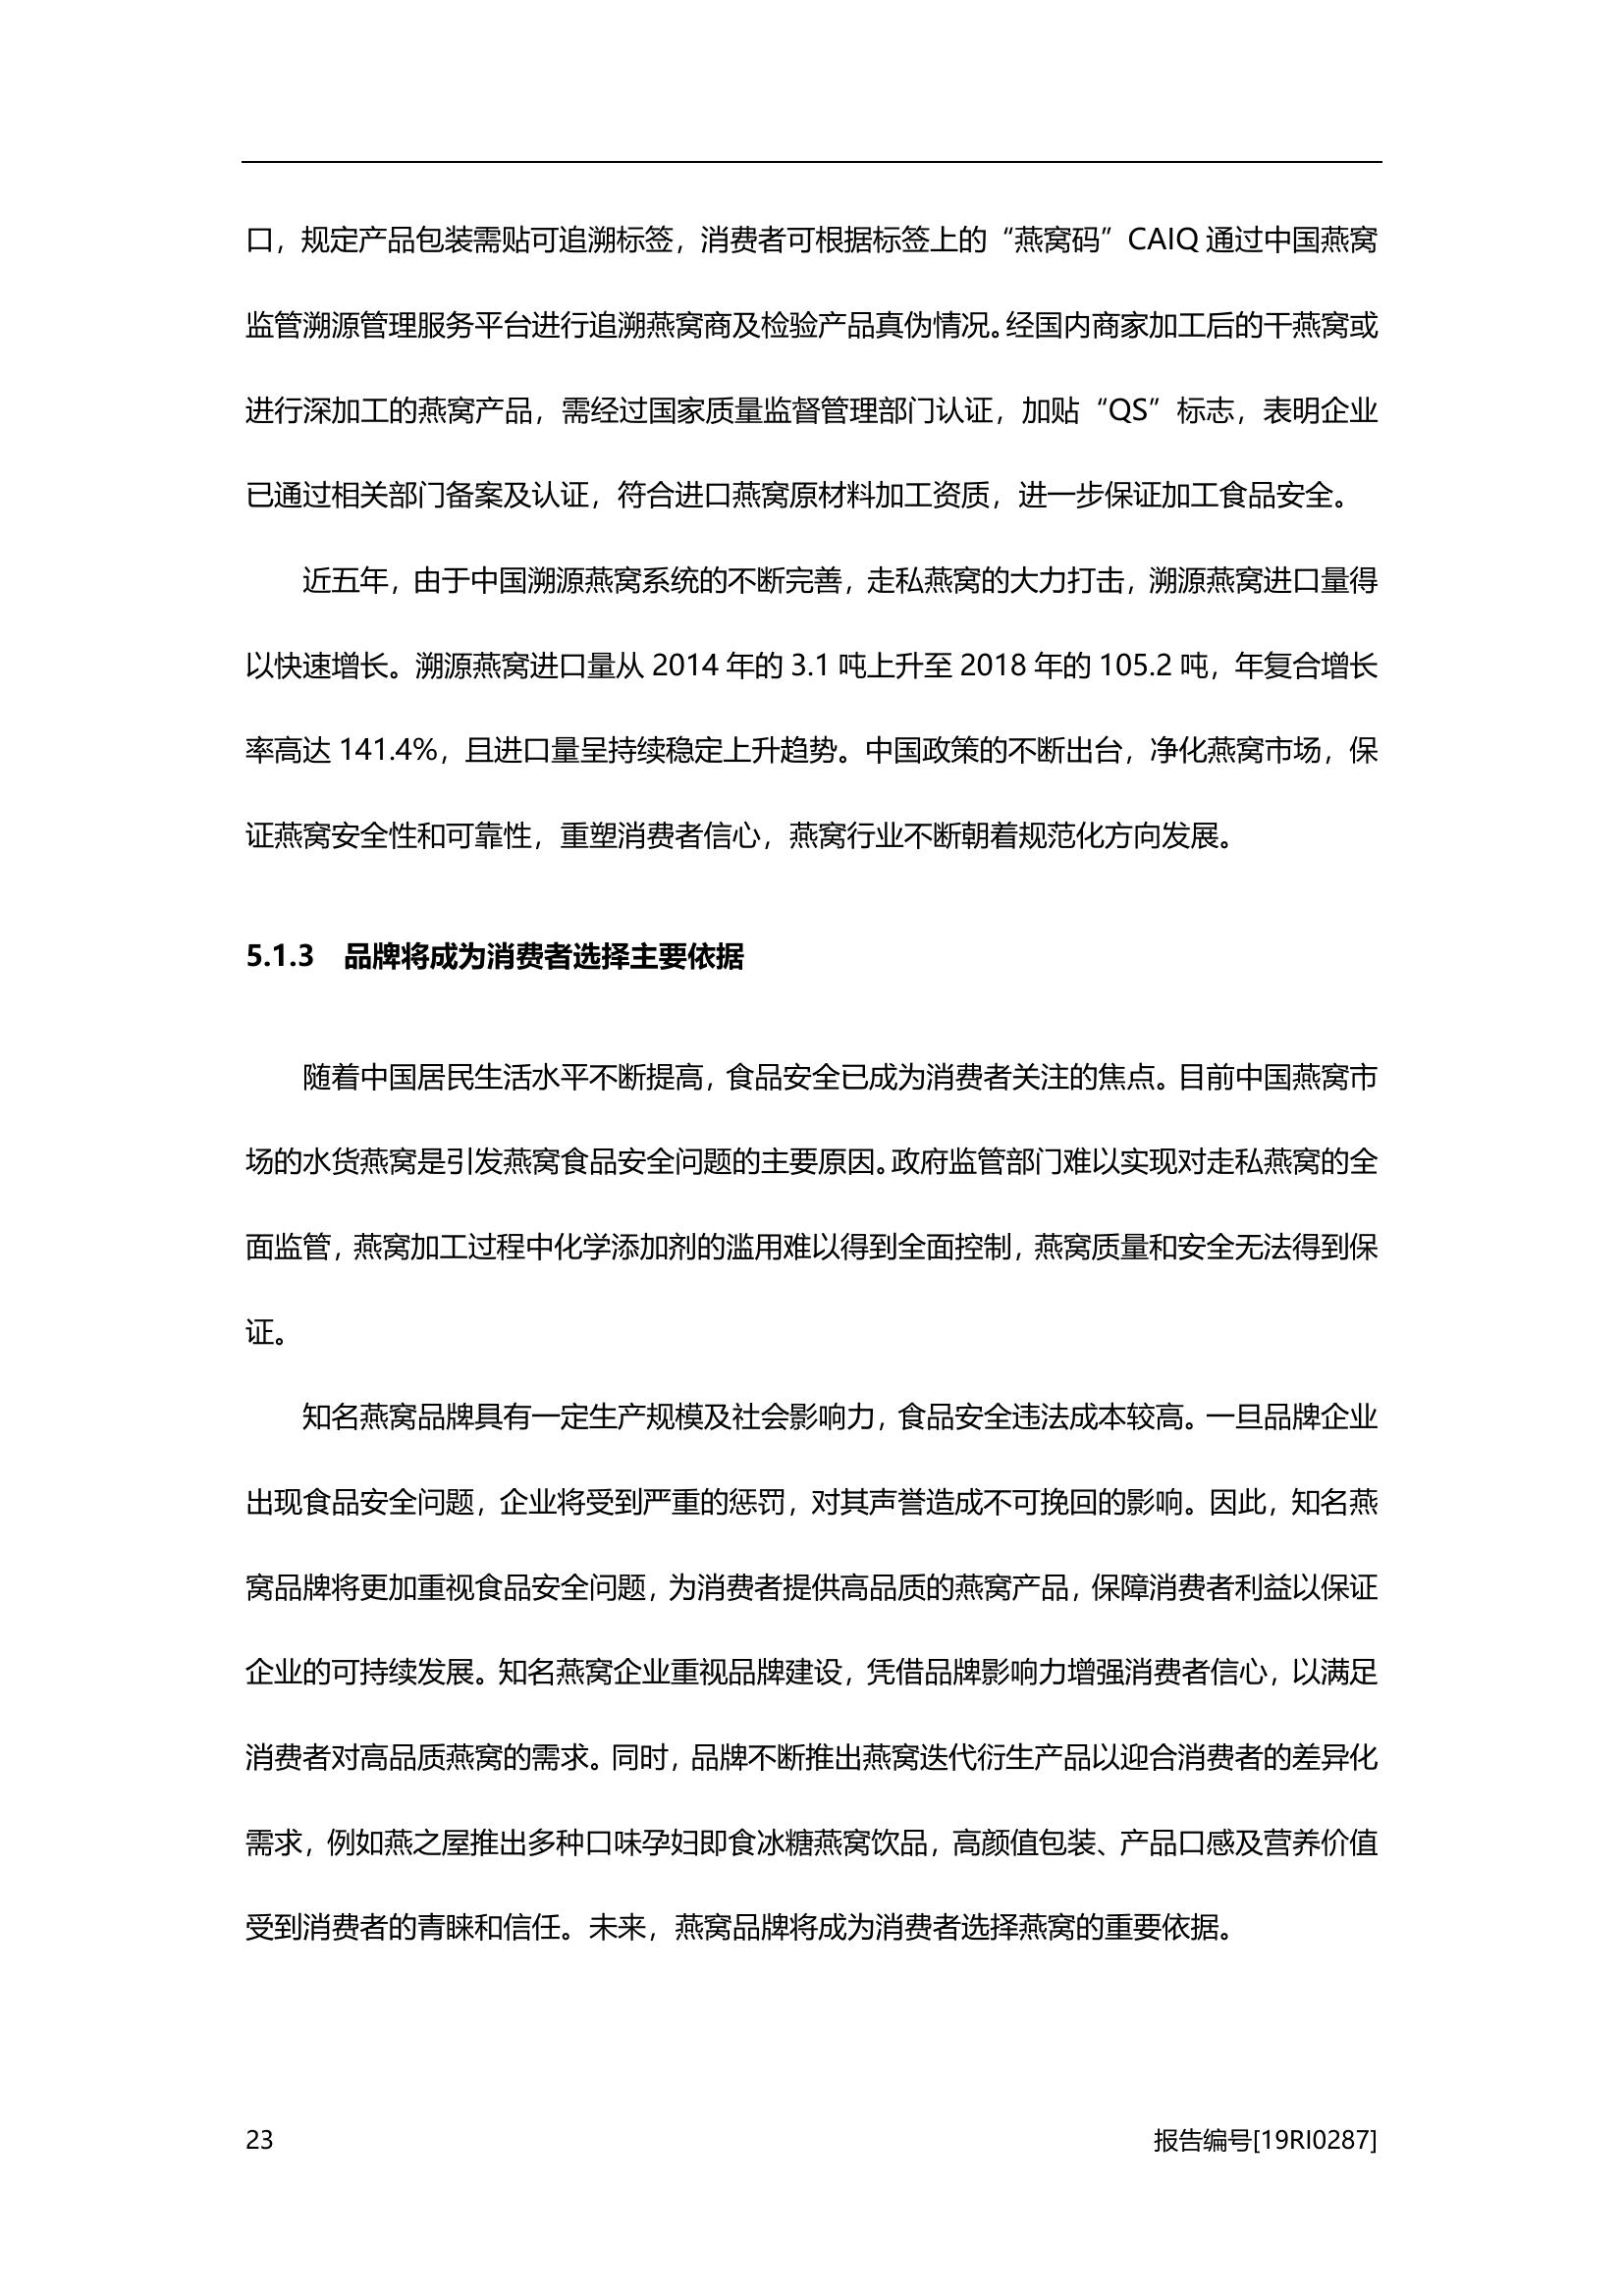 口，规定产品包装需贴可追溯标签，消费者可根据标签上的“燕窝码”CAIQ 通过中国燕窝
监管溯源管理服务平台进行追溯燕窝商及检验产品真伪情况。经国内商家加工后的干燕窝或
进行深加工的燕窝产品，需经过国家质量监督管理部门认证，加贴“QS”标志，表明企业
已通过相关部门备案及认证，符合进口燕窝原材料加工资质，进一步保证加工食品安全。
近五年，由于中国溯源燕窝系统的不断完善，走私燕窝的大力打击，溯源燕窝进口量得
以快速增长。溯源燕窝进口量从 2014 年的 3.1 吨上升至 2018 年的 105.2 吨，年复合增长
率高达 141.4%，且进口量呈持续稳定上升趋势。中国政策的不断出台，净化燕窝市场，保
证燕窝安全性和可靠性，重塑消费者信心，燕窝行业不断朝着规范化方向发展。
5.1.3 品牌将成为消费者选择主要依据
随着中国居民生活水平不断提高，食品安全已成为消费者关注的焦点。目前中国燕窝市
场的水货燕窝是引发燕窝食品安全问题的主要原因。政府监管部门难以实现对走私燕窝的全
面监管，燕窝加工过程中化学添加剂的滥用难以得到全面控制，燕窝质量和安全无法得到保
证。
知名燕窝品牌具有一定生产规模及社会影响力，食品安全违法成本较高。一旦品牌企业
出现食品安全问题，企业将受到严重的惩罚，对其声誉造成不可挽回的影响。因此，知名燕
窝品牌将更加重视食品安全问题，为消费者提供高品质的燕窝产品，保障消费者利益以保证
企业的可持续发展。知名燕窝企业重视品牌建设，凭借品牌影响力增强消费者信心，以满足
消费者对高品质燕窝的需求。同时，品牌不断推出燕窝迭代衍生产品以迎合消费者的差异化
需求，例如燕之屋推出多种口味孕妇即食冰糖燕窝饮品，高颜值包装、产品口感及营养价值
受到消费者的青睐和信任。未来，燕窝品牌将成为消费者选择燕窝的重要依据。
23 报告编号[19RI0287]